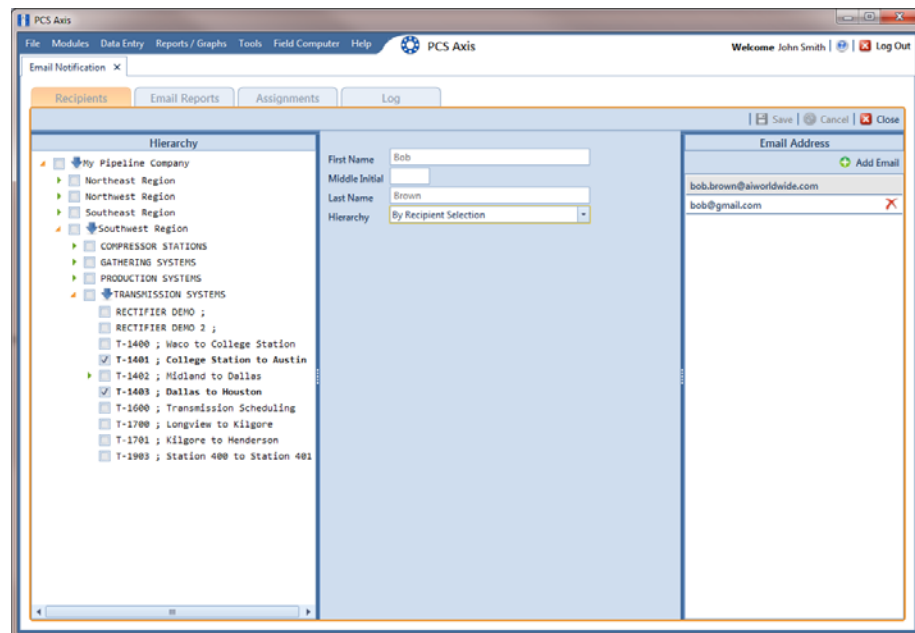 PCS Axis
File Modules Data Entry Reports / Graphs Tools Field Computer Help PCS Axis Welcome John Smith Log Out
Email Notification
Recipients Email Reports Assignments Log
Save Cancel Close
Hierarchy
My Pipeline Company
Northeast Region
Northwest Region
Southeast Region
Southwest Region
COMPRESSOR STATIONS
GATHERING SYSTEMS
PRODUCTION SYSTEMS
TRANSMISSION SYSTEMS
RECTIFIER DEMO ;
RECTIFIER DEMO 2 ;
T-1400 ; Waco to College Station
T-1401 ; College Station to Austin
T-1402 ; Midland to Dallas
T-1403 ; Dallas to Houston
T-1600 ; Transmission Scheduling
T-1700 ; Longview to Kilgore
T-1701 ; Kilgore to Henderson
T-1903 ; Station 400 to Station 401
First Name Bob
Middle Initial
Last Name Brown
Hierarchy By Recipient Selection
Email Address
Add Email
bob.brown@aiworldwide.com
bob@gmail.com